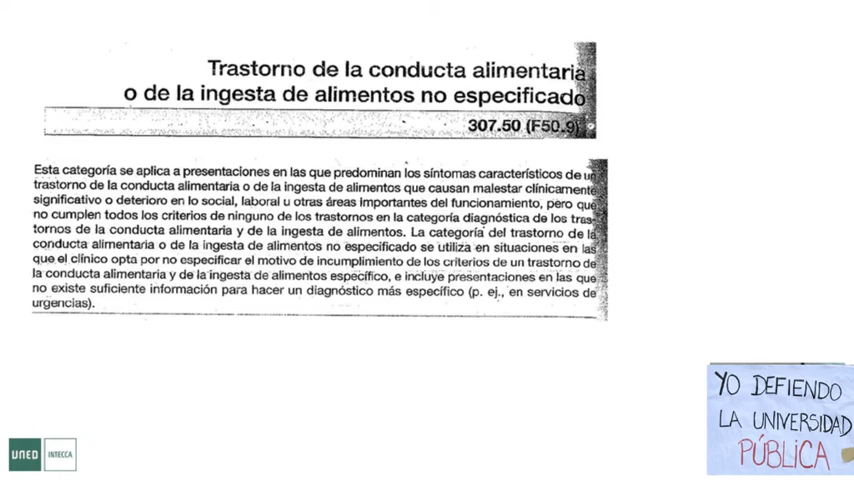 Trastorno de la conducta alimentaria
o de la ingesta de alimentos no especificado
307.50 (F50.9)
Esta categoría se aplica a presentaciones en las que predominan los síntomas característicos de un
trastorno de la conducta alimentaria o de la ingesta de alimentos que causan malestar clínicamente
significativo o deterioro en lo social, laboral u otras áreas importantes del funcionamiento, pero que
no cumplen todos los criterios de ninguno de los trastornos en la categoría diagnóstica de los tras-
tornos de la conducta alimentaria y de la ingesta de alimentos. La categoría del trastorno de la
conducta alimentaria o de la ingesta de alimentos no especificado se utiliza en situaciones en las
que el clínico opta por no especificar el motivo de incumplimiento de los criterios de un trastorno de
la conducta alimentaria y de la ingesta de alimentos específico, e incluye presentaciones en las que
no existe suficiente información para hacer un diagnóstico más específico (p. ej., en servicios de
urgencias).
YO DEFIENDO
LA UNIVERSIDAD
PÚBLICA
UNED INTECCA